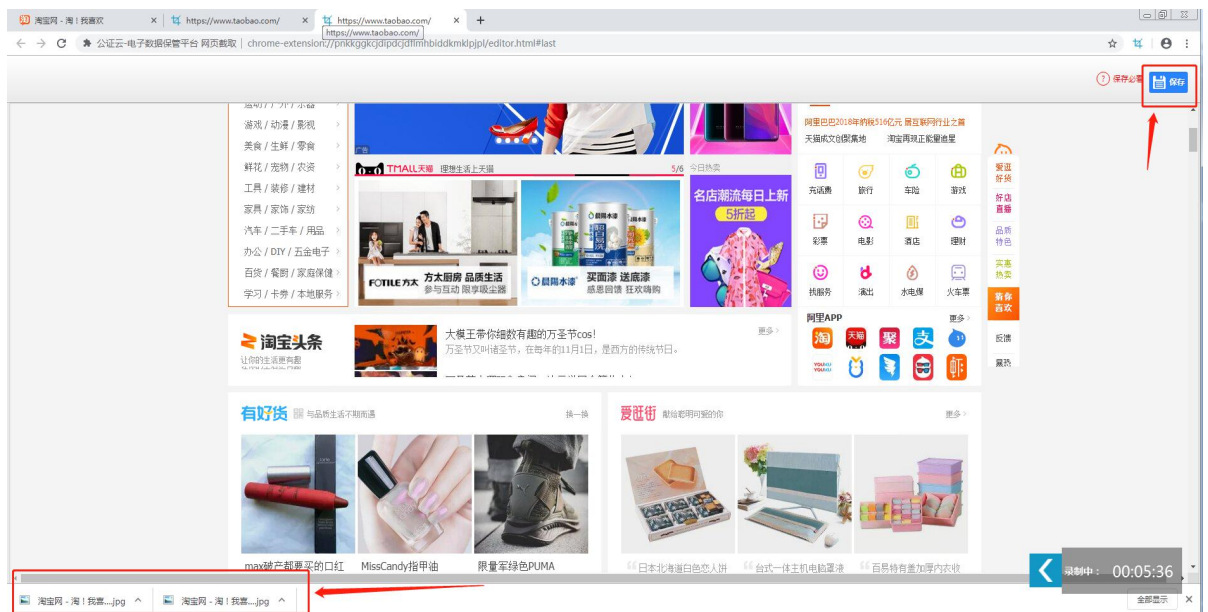 淘宝网 - 淘！我喜欢
https://www.taobao.com/
https://www.taobao.com/
https://www.taobao.com/
公证云-电子数据保管平台 网页截取 | chrome-extension://pnkkggkcjdipdcjdflmhbiddkmklpjpl/editor.html#last
保存必看
保存
游戏 / 动漫 / 影视
美食 / 生鲜 / 零食
鲜花 / 宠物 / 农资
工具 / 装修 / 建材
家具 / 家饰 / 家纺
汽车 / 二手车 / 用品
办公 / DIY / 五金电子
百货 / 餐厨 / 家庭保健
学习 / 卡券 / 本地服务
广告
TMALL天猫 理想生活上天猫 5/6
FOTILE方太
方太厨房 品质生活
参与互动 限享吸尘器
晨陽水漆
买面漆 送底漆
感恩回馈 狂欢嗨购
今日热卖
名店潮流每日上新
5折起
阿里巴巴2018年纳税516亿元 居互联网行业之首
天猫成文创聚集地 淘宝再现正能量追星
充话费 旅行 车险 游戏
彩票 电影 酒店 理财
找服务 演出 水电煤 火车票
阿里APP 更多
淘 天猫 聚 支
YOUKU
爱逛
好货
好店
直播
品质
特色
实惠
热卖
猜你
喜欢
反馈
暴恐
淘宝头条
让你的生活更有趣
大模王带你细数有趣的万圣节cos!
万圣节又叫诸圣节，在每年的11月1日，是西方的传统节日。
更多
有好货 与品质生活不期而遇 换一换
max破产都要买的口红 MissCandy指甲油 限量军绿色PUMA
爱逛街 献给聪明可爱的你 更多
日本北海道白色恋人饼 台式一体主机电脑罩液 百易特有盖加厚内衣收
录制中： 00:05:36
淘宝网 - 淘！我喜....jpg
淘宝网 - 淘！我喜....jpg
全部显示